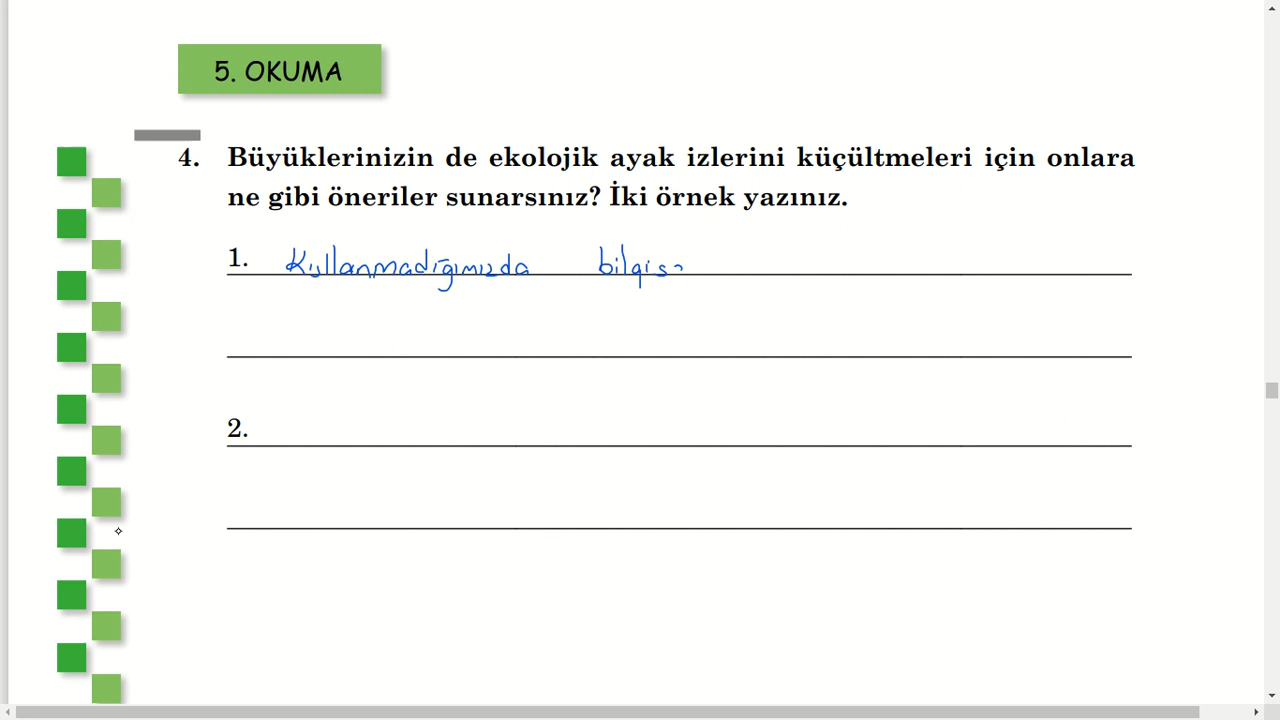 5. OKUMA
4. Büyüklerinizin de ekolojik ayak izlerini küçültmeleri için onlara
ne gibi öneriler sunarsınız? İki örnek yazınız.
1. Kullanmadığımızda bilgis
2.